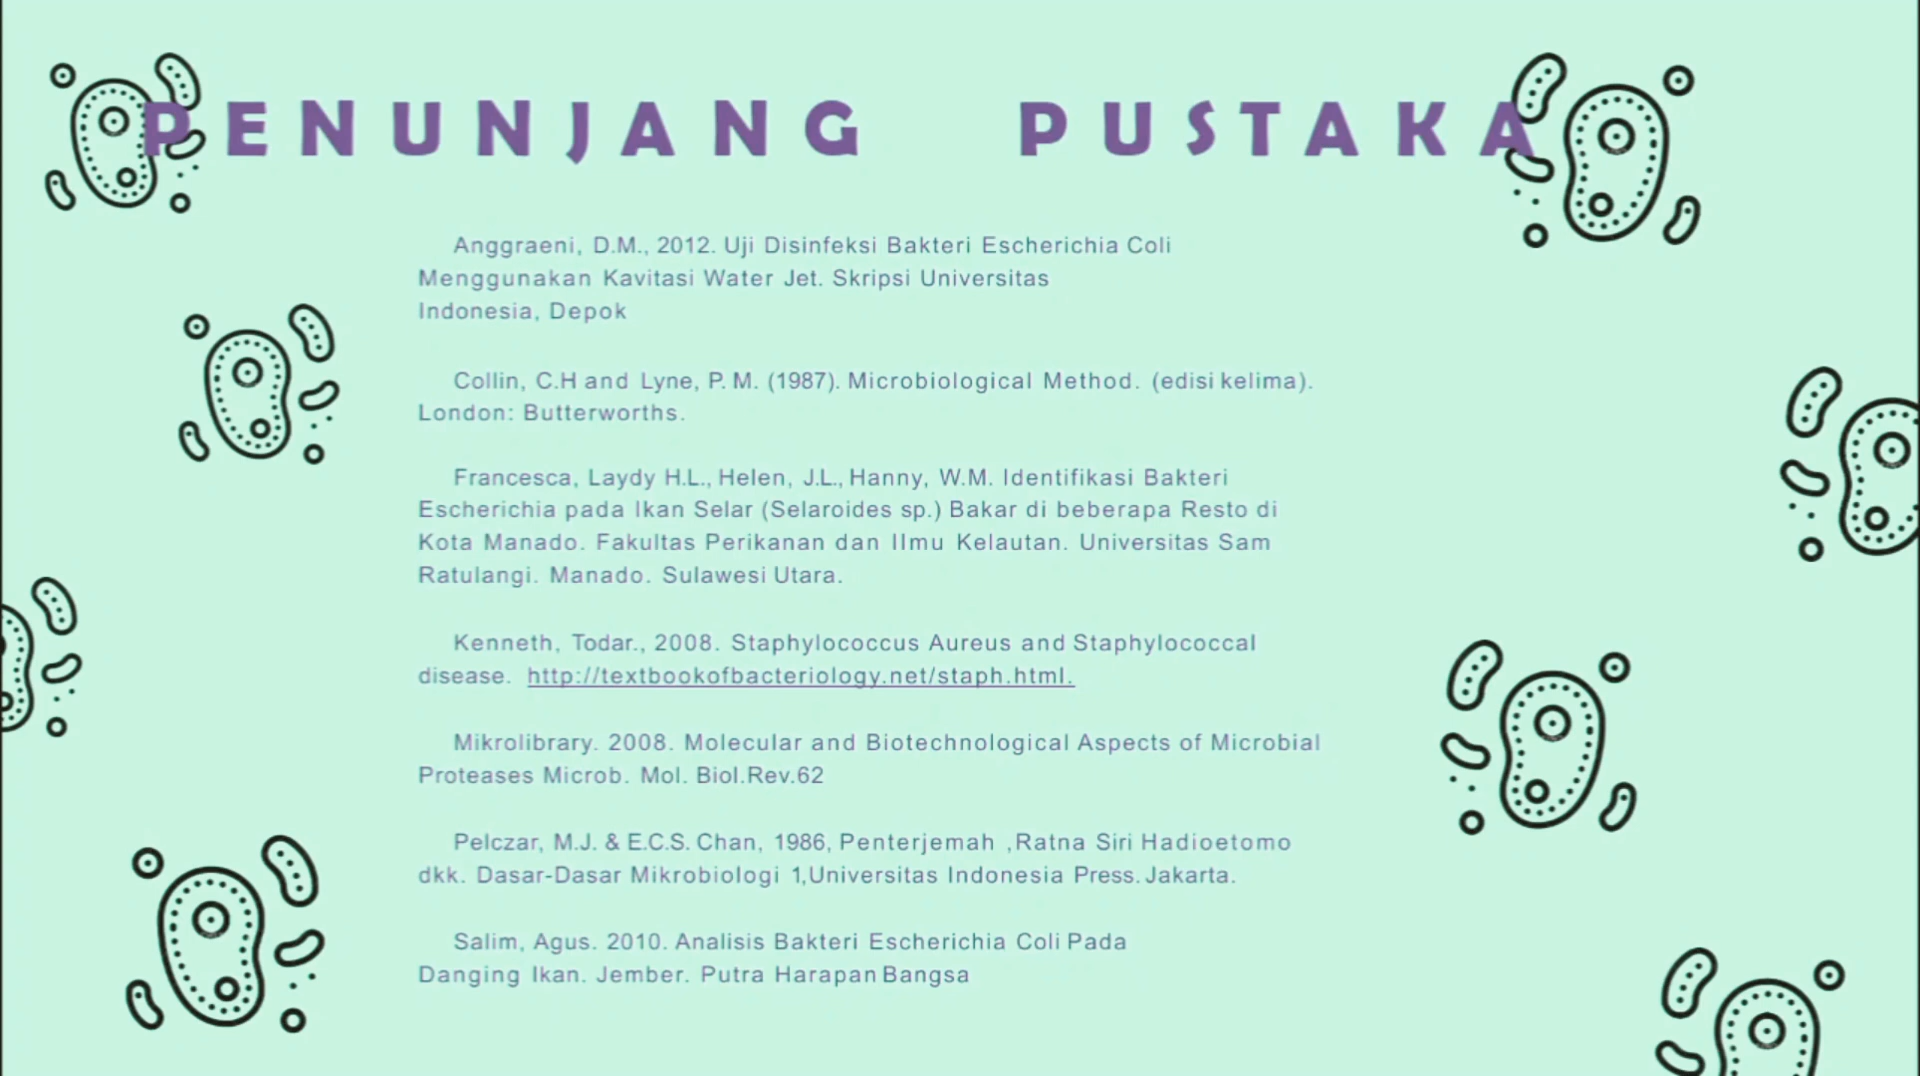 PENUNJANG PUSTAKA
Anggraeni, D.M., 2012. Uji Disinfeksi Bakteri Escherichia Coli
Menggunakan Kavitasi Water Jet. Skripsi Universitas
Indonesia, Depok
Collin, C.H and Lyne, P. M. (1987). Microbiological Method. (edisi kelima).
London: Butterworths.
Francesca, Laydy H.L., Helen, J.L., Hanny, W.M. Identifikasi Bakteri
Escherichia pada Ikan Selar (Selaroides sp.) Bakar di beberapa Resto di
Kota Manado. Fakultas Perikanan dan IImu Kelautan. Universitas Sam
Ratulangi. Manado. Sulawesi Utara.
Kenneth, Todar., 2008. Staphylococcus Aureus and Staphylococcal
disease. http://textbookofbacteriology.net/staph.html.
Mikrolibrary. 2008. Molecular and Biotechnological Aspects of Microbial
Proteases Microb. Mol. Biol.Rev.62
Pelczar, M.J. & E.C.S. Chan, 1986, Penterjemah ,Ratna Siri Hadioetomo
dkk. Dasar-Dasar Mikrobiologi 1,Universitas Indonesia Press. Jakarta.
Salim, Agus. 2010. Analisis Bakteri Escherichia Coli Pada
Danging Ikan. Jember. Putra Harapan Bangsa